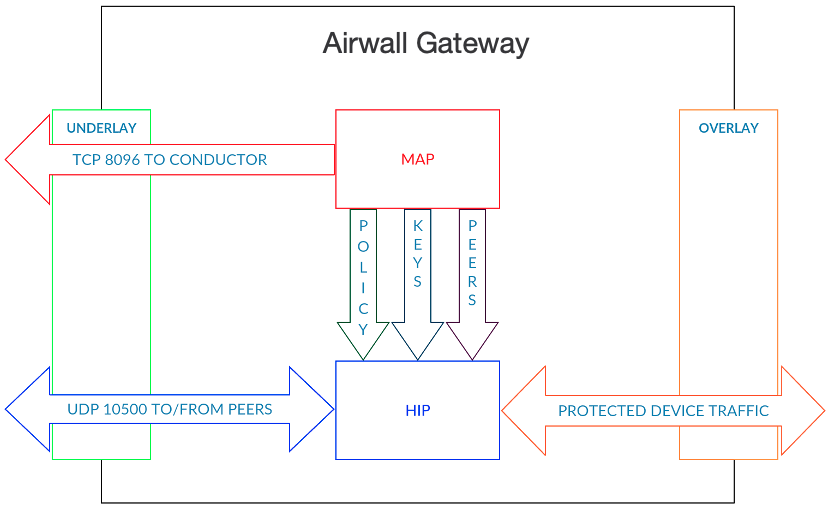 Airwall Gateway
UNDERLAY
OVERLAY
TCP 8096 TO CONDUCTOR
MAP
POLICY
KEYS
PEERS
UDP 10500 TO/FROM PEERS
HIP
PROTECTED DEVICE TRAFFIC